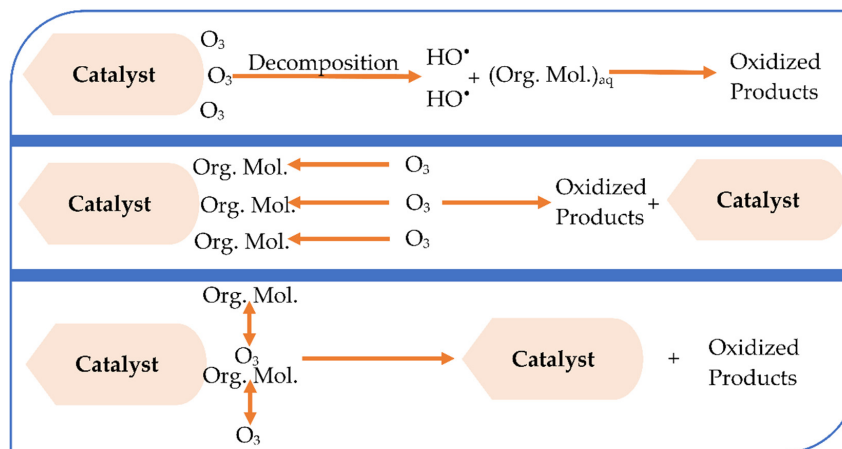 O₃
Catalyst O₃ Decomposition HO• + (Org. Mol.)aq Oxidized
O₃ HO• Products
Org. Mol. O₃
Catalyst Org. Mol. O₃ Oxidized Products + Catalyst
Org. Mol. O₃
Org. Mol.
Catalyst O₃ Catalyst + Oxidized
Org. Mol. Products
O₃